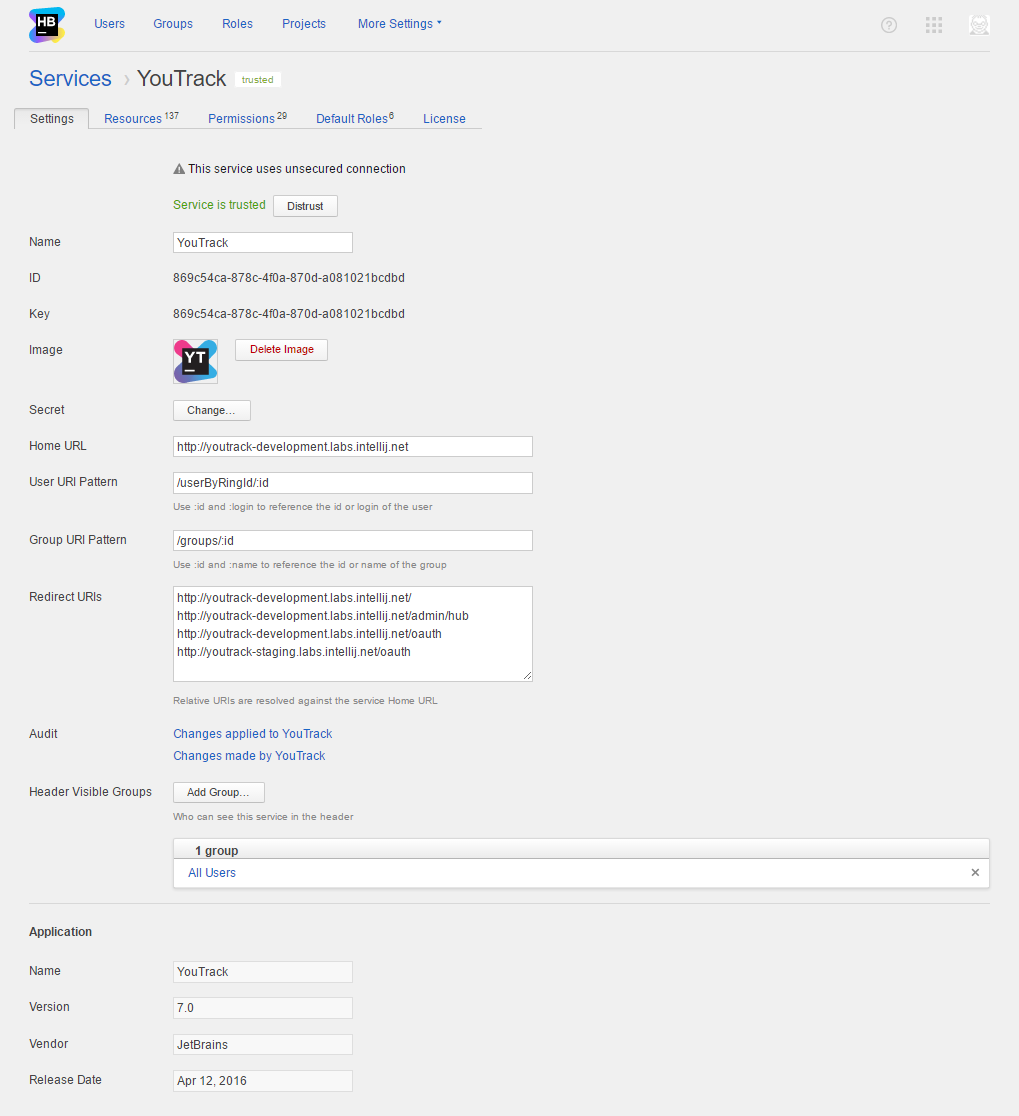 HB Users Groups Roles Projects More Settings
Services › YouTrack trusted
Settings Resources 137 Permissions 29 Default Roles 6 License
This service uses unsecured connection
Service is trusted Distrust
Name YouTrack
ID 869c54ca-878c-4f0a-870d-a081021bcdbd
Key 869c54ca-878c-4f0a-870d-a081021bcdbd
Image YT Delete Image
Secret Change...
Home URL http://youtrack-development.labs.intellij.net
User URI Pattern /userByRingId/:id
Use :id and :login to reference the id or login of the user
Group URI Pattern /groups/:id
Use :id and :name to reference the id or name of the group
Redirect URIs http://youtrack-development.labs.intellij.net/
http://youtrack-development.labs.intellij.net/admin/hub
http://youtrack-development.labs.intellij.net/oauth
http://youtrack-staging.labs.intellij.net/oauth
Relative URIs are resolved against the service Home URL
Audit Changes applied to YouTrack
Changes made by YouTrack
Header Visible Groups Add Group...
Who can see this service in the header
1 group
All Users ×
Application
Name YouTrack
Version 7.0
Vendor JetBrains
Release Date Apr 12, 2016